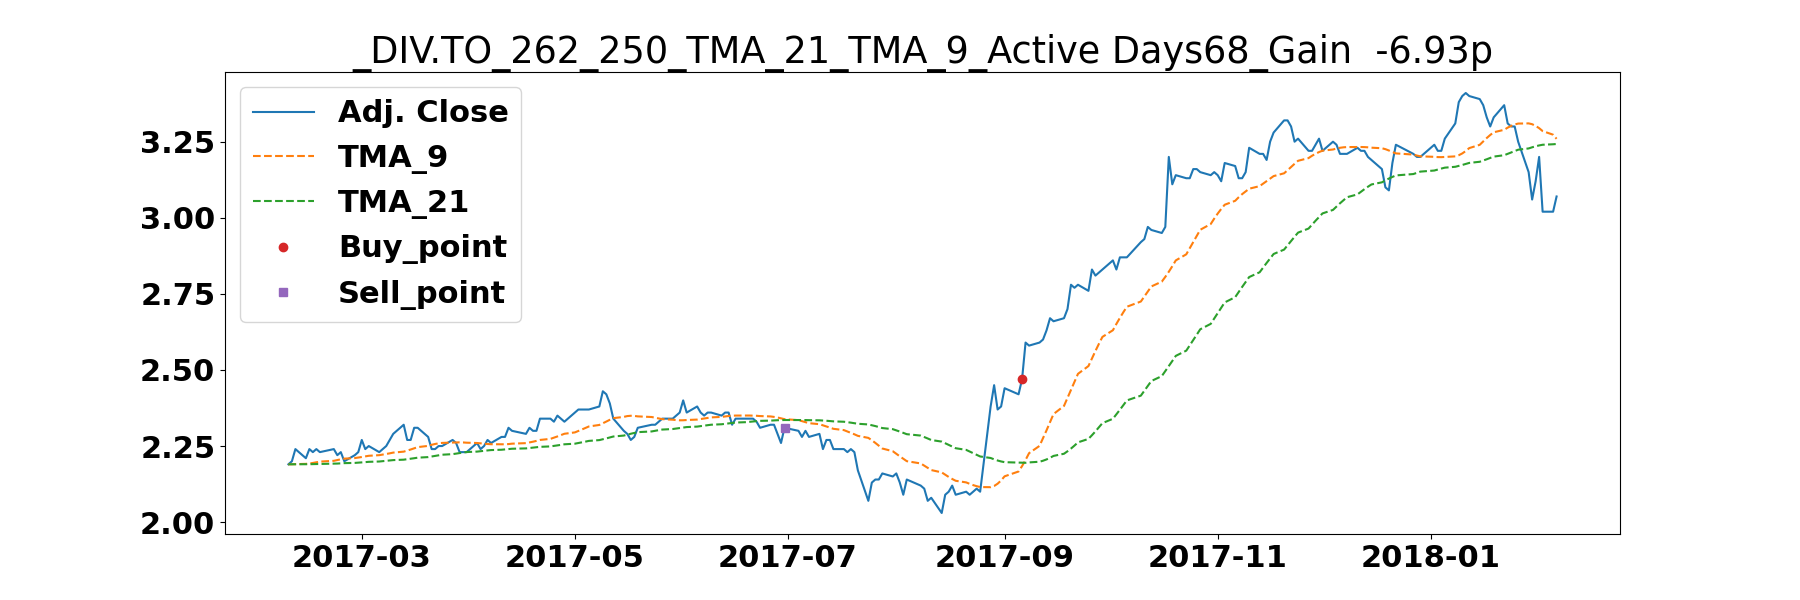 _DIV.TO_262_250_TMA_21_TMA_9_Active Days68_Gain  -6.93p
Adj. Close
TMA_9
TMA_21
Buy_point
Sell_point
3.25
3.00
2.75
2.50
2.25
2.00
2017-03 2017-05 2017-07 2017-09 2017-11 2018-01